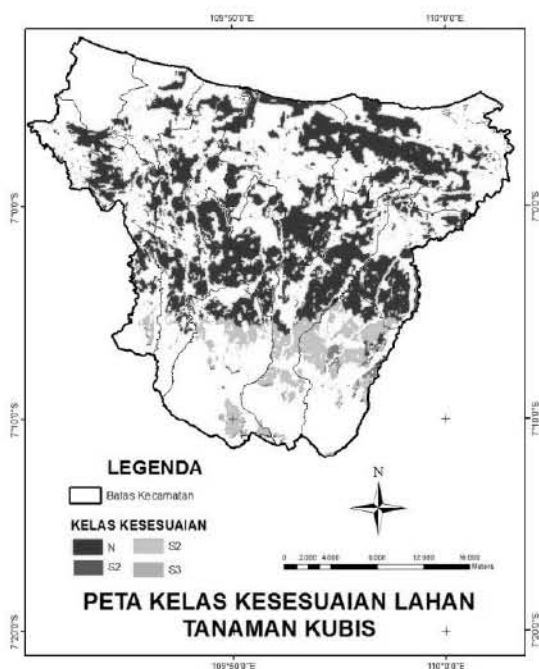 109°50'0"E 110°0'0"E
7°0'0"S 7°0'0"S
7°10'0"S 7°10'0"S
LEGENDA
Batas Kecamatan
N
KELAS KESESUAIAN
N S2
S2 S3
0 2.000 4.000 8.000 12.000 16.000
Meters
PETA KELAS KESESUAIAN LAHAN
TANAMAN KUBIS
7°20'0"S 7°20'0"S
109°50'0"E 110°0'0"E